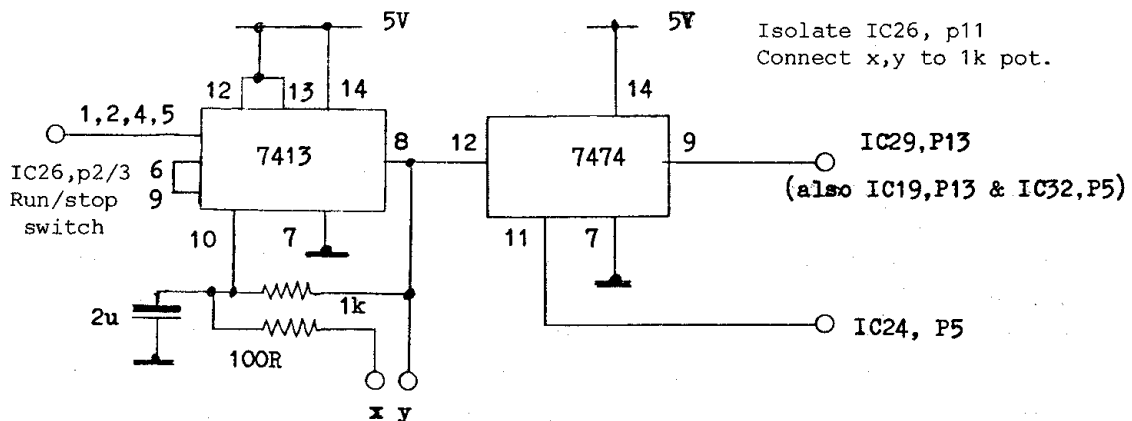 5V
5V
Isolate IC26, p11
Connect x,y to 1k pot.
12
13
14
14
1,2,4,5
7413
8
12
7474
9
IC29,P13
(also IC19,P13 & IC32,P5)
IC26,p2/3
Run/stop
switch
6
9
10
7
11
7
2u
1k
100R
IC24, P5
x y